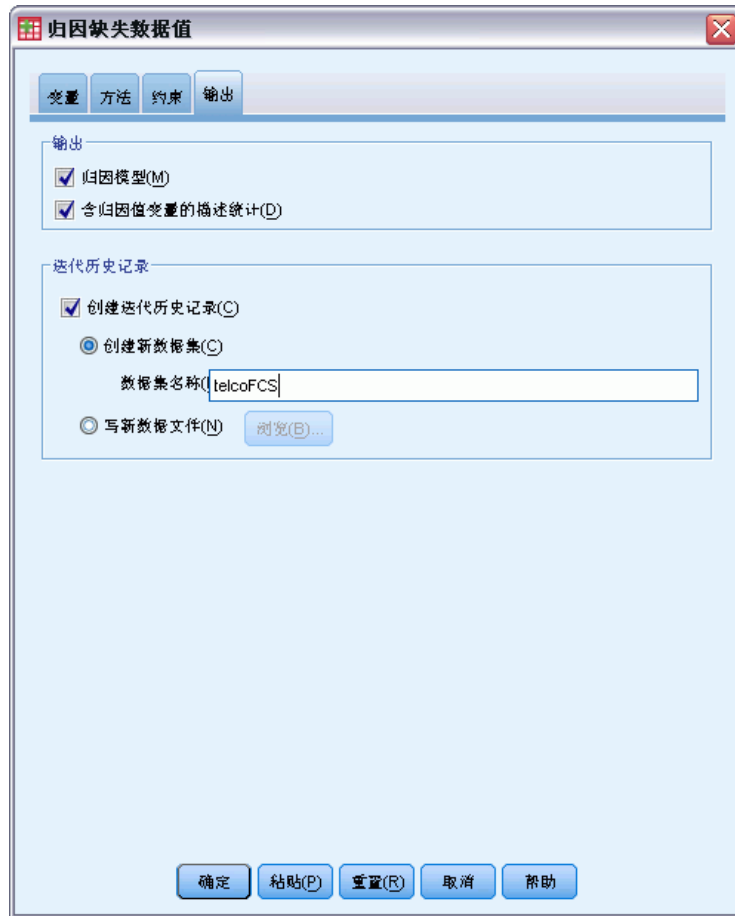 归因缺失数据值
变量 方法 约束 输出
输出
归因模型(M)
含归因值变量的描述统计(D)
迭代历史记录
创建迭代历史记录(C)
创建新数据集(C)
数据集名称( telcoFCS
写新数据文件(N) 浏览(B)...
确定 粘贴(P) 重置(R) 取消 帮助